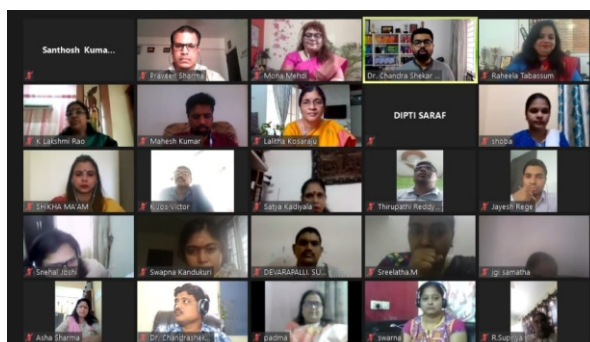 Santhosh Kuma...
Praveen Sharma
Mona Mehdi
Dr. Chandra Shekar
Raheela Tabassum
K Lakshmi Rao
Mahesh Kumar
Lalitha Kosaraju
DIPTI SARAF
shoba
SHIKHA MA'AM
K Jos Victor
Satya Kadiyala
Thirupathi Reddy...
Jayesh Rege
Snehal Joshi
Swapna Kandukuri
DEVARAPALLI. SU...
Sreelatha.M
jgi samatha
Asha Sharma
Dr. Chandrashek...
padma
swarna
R.Supriya